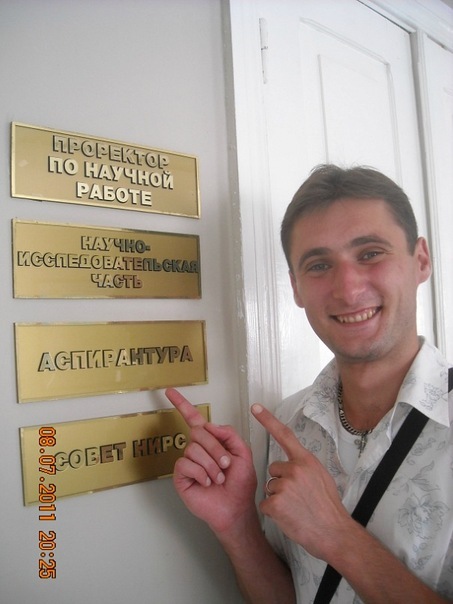 ПРОРЕКТОР
ПО НАУЧНОЙ
РАБОТЕ
НАУЧНО-
ИССЛЕДОВАТЕЛЬСКАЯ
ЧАСТЬ
АСПИРАНТУРА
СОВЕТ НИРС
08.07.2011 20:25